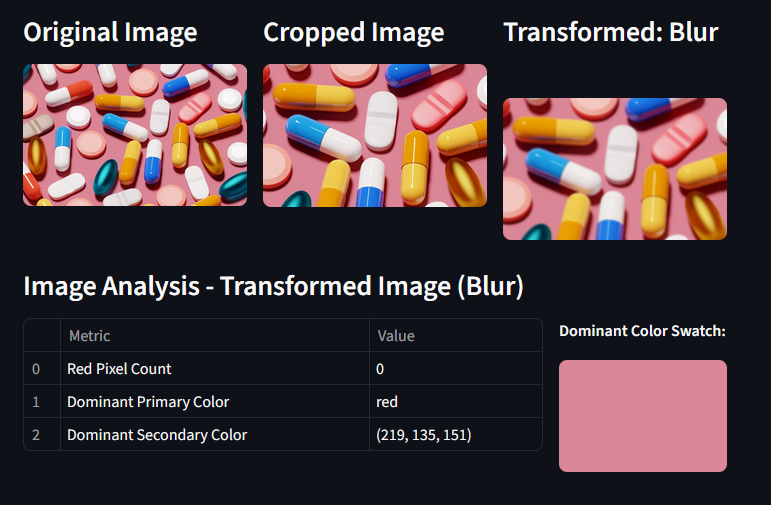 Original Image
Cropped Image
Transformed: Blur
Image Analysis - Transformed Image (Blur)
Metric Value
0 Red Pixel Count 0
1 Dominant Primary Color red
2 Dominant Secondary Color (219, 135, 151)
Dominant Color Swatch: